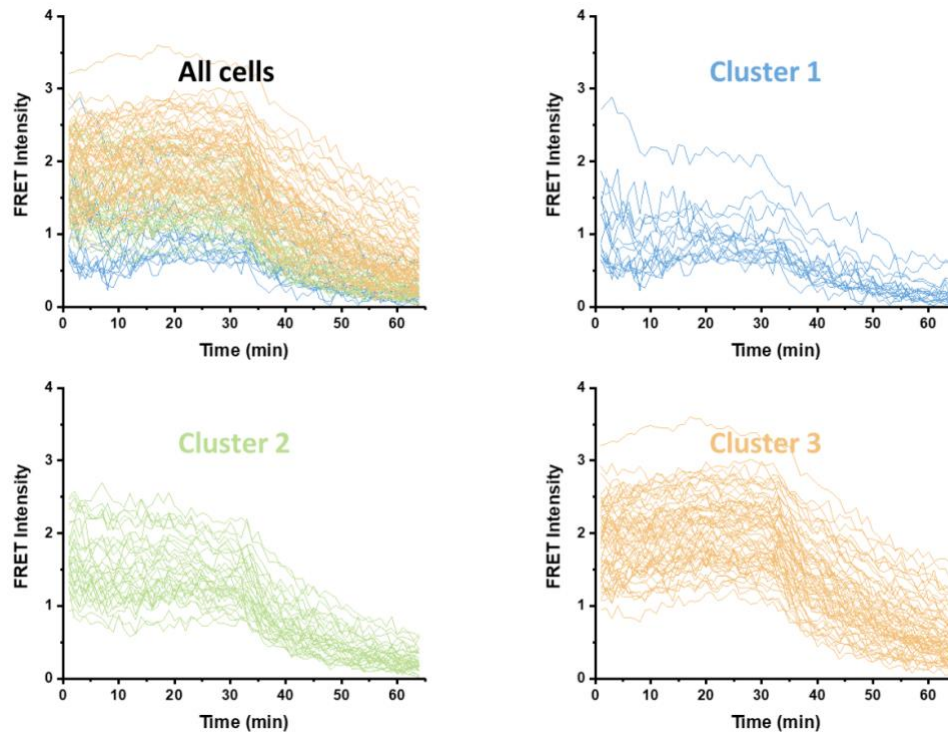 4
3
2
1
0
FRET Intensity
All cells
0 10 20 30 40 50 60
Time (min)
4
3
2
1
0
FRET Intensity
Cluster 1
0 10 20 30 40 50 60
Time (min)
4
3
2
1
0
FRET Intensity
Cluster 2
0 10 20 30 40 50 60
Time (min)
4
3
2
1
0
FRET Intensity
Cluster 3
0 10 20 30 40 50 60
Time (min)